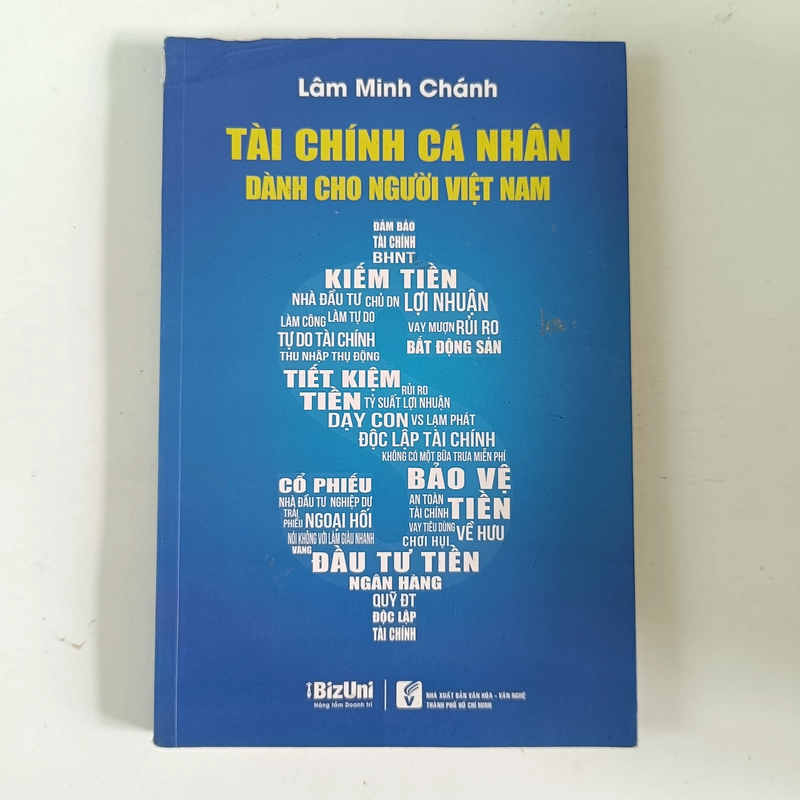 Lâm Minh Chánh
TÀI CHÍNH CÁ NHÂN
DÀNH CHO NGƯỜI VIỆT NAM
ĐẢM BẢO
TÀI CHÍNH
BHNT
KIẾM TIỀN
NHÀ ĐẦU TƯ CHỦ DN LỢI NHUẬN
LÀM CÔNG LÀM TỰ DO
VAY MƯỢN RỦI RO
TỰ DO TÀI CHÍNH
BẤT ĐỘNG SẢN
THU NHẬP THỤ ĐỘNG
TIẾT KIỆM RỦI RO
TIỀN TỶ SUẤT LỢI NHUẬN
DẠY CON VS LẠM PHÁT
ĐỘC LẬP TÀI CHÍNH
KHÔNG CÓ MỘT BỮA TRƯA MIỄN PHÍ
CỔ PHIẾU
NHÀ ĐẦU TƯ NGHIỆP DƯ
TRÁI PHIẾU NGOẠI HỐI
NÓI KHÔNG VỚI LÀM GIÀU NHANH
VÀNG
BẢO VỆ
AN TOÀN
TÀI CHÍNH TIỀN
VAY TIÊU DÙNG VỀ HƯU
CHƠI HỤI
ĐẦU TƯ TIỀN
NGÂN HÀNG
QUỸ ĐT
ĐỘC LẬP
TÀI CHÍNH
BizUni
Nâng tầm Doanh trí
NHÀ XUẤT BẢN VĂN HÓA - VĂN NGHỆ
THÀNH PHỐ HỒ CHÍ MINH